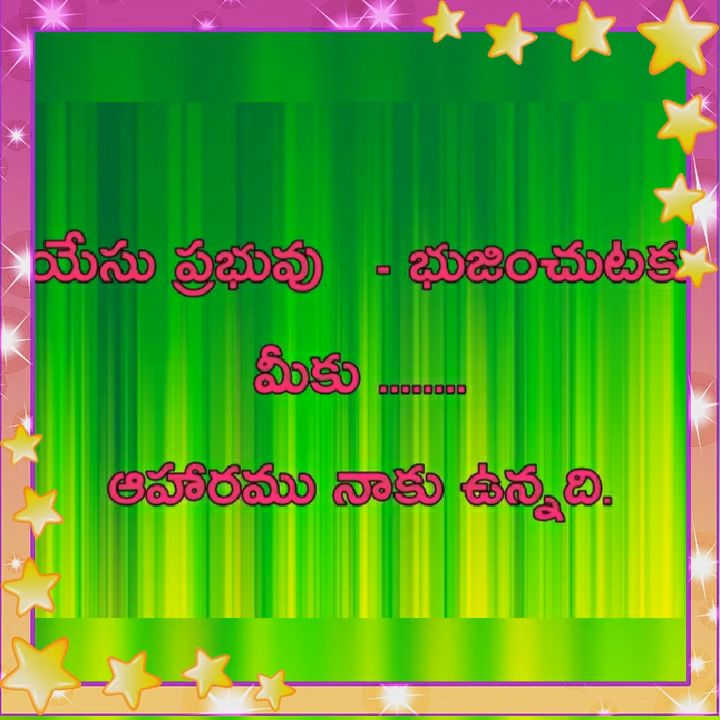 యేసు ప్రభువు - భుజించుటకు
మీకు .........
ఆహారము నాకు ఉన్నది.